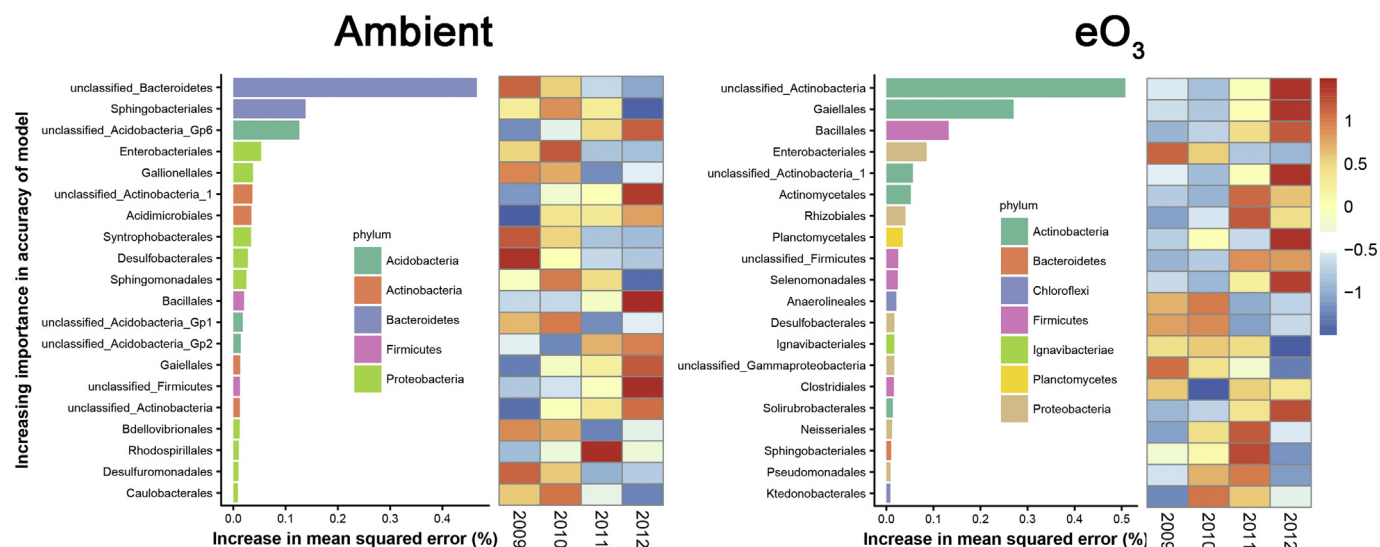 Ambient
eO3
Increasing importance in accuracy of model
unclassified_Bacteroidetes
Sphingobacteriales
unclassified_Acidobacteria_Gp6
Enterobacteriales
Gallionellales
unclassified_Actinobacteria_1
Acidimicrobiales
Syntrophobacterales
Desulfobacterales
Sphingomonadales
Bacillales
unclassified_Acidobacteria_Gp1
unclassified_Acidobacteria_Gp2
Gaiellales
unclassified_Firmicutes
unclassified_Actinobacteria
Bdellovibrionales
Rhodospirillales
Desulfuromonadales
Caulobacterales
phylum
Acidobacteria
Actinobacteria
Bacteroidetes
Firmicutes
Proteobacteria
0.0 0.1 0.2 0.3 0.4
Increase in mean squared error (%)
2009 2010 2011 2012
unclassified_Actinobacteria
Gaiellales
Bacillales
Enterobacteriales
unclassified_Actinobacteria_1
Actinomycetales
Rhizobiales
Planctomycetales
unclassified_Firmicutes
Selenomonadales
Anaerolineales
Desulfobacterales
Ignavibacteriales
unclassified_Gammaproteobacteria
Clostridiales
Solirubrobacterales
Neisseriales
Sphingobacteriales
Pseudomonadales
Ktedonobacterales
phylum
Actinobacteria
Bacteroidetes
Chloroflexi
Firmicutes
Ignavibacteriae
Planctomycetes
Proteobacteria
0.0 0.1 0.2 0.3 0.4 0.5
Increase in mean squared error (%)
2009 2010 2011 2012
1
0.5
0
−0.5
−1